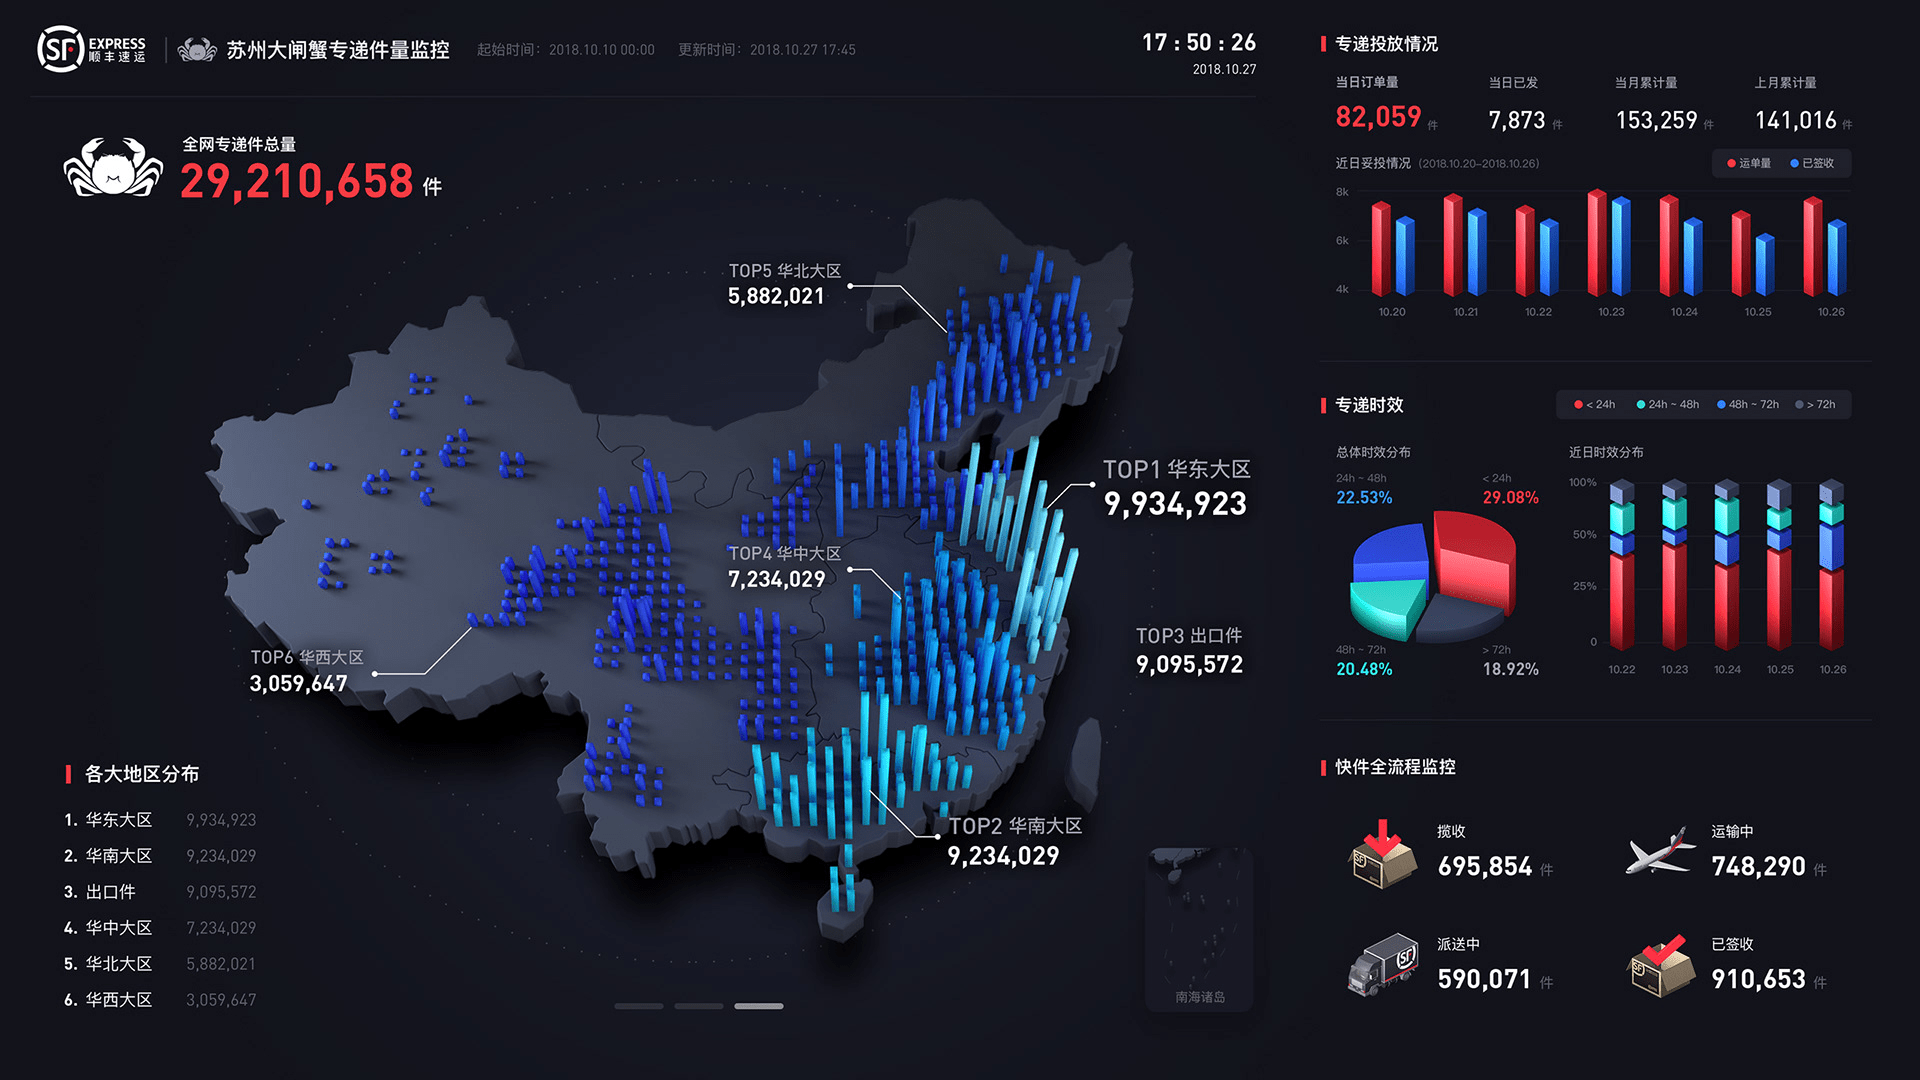 SF EXPRESS
顺丰速运
苏州大闸蟹专递件量监控
起始时间：2018.10.10 00:00
更新时间：2018.10.27 17:45
17 : 50 : 26
2018.10.27
全网专递件总量
29,210,658 件
TOP5 华北大区
5,882,021
TOP1 华东大区
9,934,923
TOP4 华中大区
7,234,029
TOP3 出口件
9,095,572
TOP6 华西大区
3,059,647
TOP2 华南大区
9,234,029
南海诸岛
各大地区分布
1. 华东大区 9,934,923
2. 华南大区 9,234,029
3. 出口件 9,095,572
4. 华中大区 7,234,029
5. 华北大区 5,882,021
6. 华西大区 3,059,647
专递投放情况
当日订单量 当日已发 当月累计量 上月累计量
82,059 件 7,873 件 153,259 件 141,016 件
近日妥投情况 (2018.10.20–2018.10.26)
运单量 已签收
8k
6k
4k
10.20 10.21 10.22 10.23 10.24 10.25 10.26
专递时效
< 24h 24h ~ 48h 48h ~ 72h > 72h
总体时效分布
24h ~ 48h
22.53%
< 24h
29.08%
48h ~ 72h
20.48%
> 72h
18.92%
近日时效分布
100%
50%
25%
0
10.22 10.23 10.24 10.25 10.26
快件全流程监控
SF
揽收
695,854 件
运输中
748,290 件
SF
派送中
590,071 件
SF
已签收
910,653 件